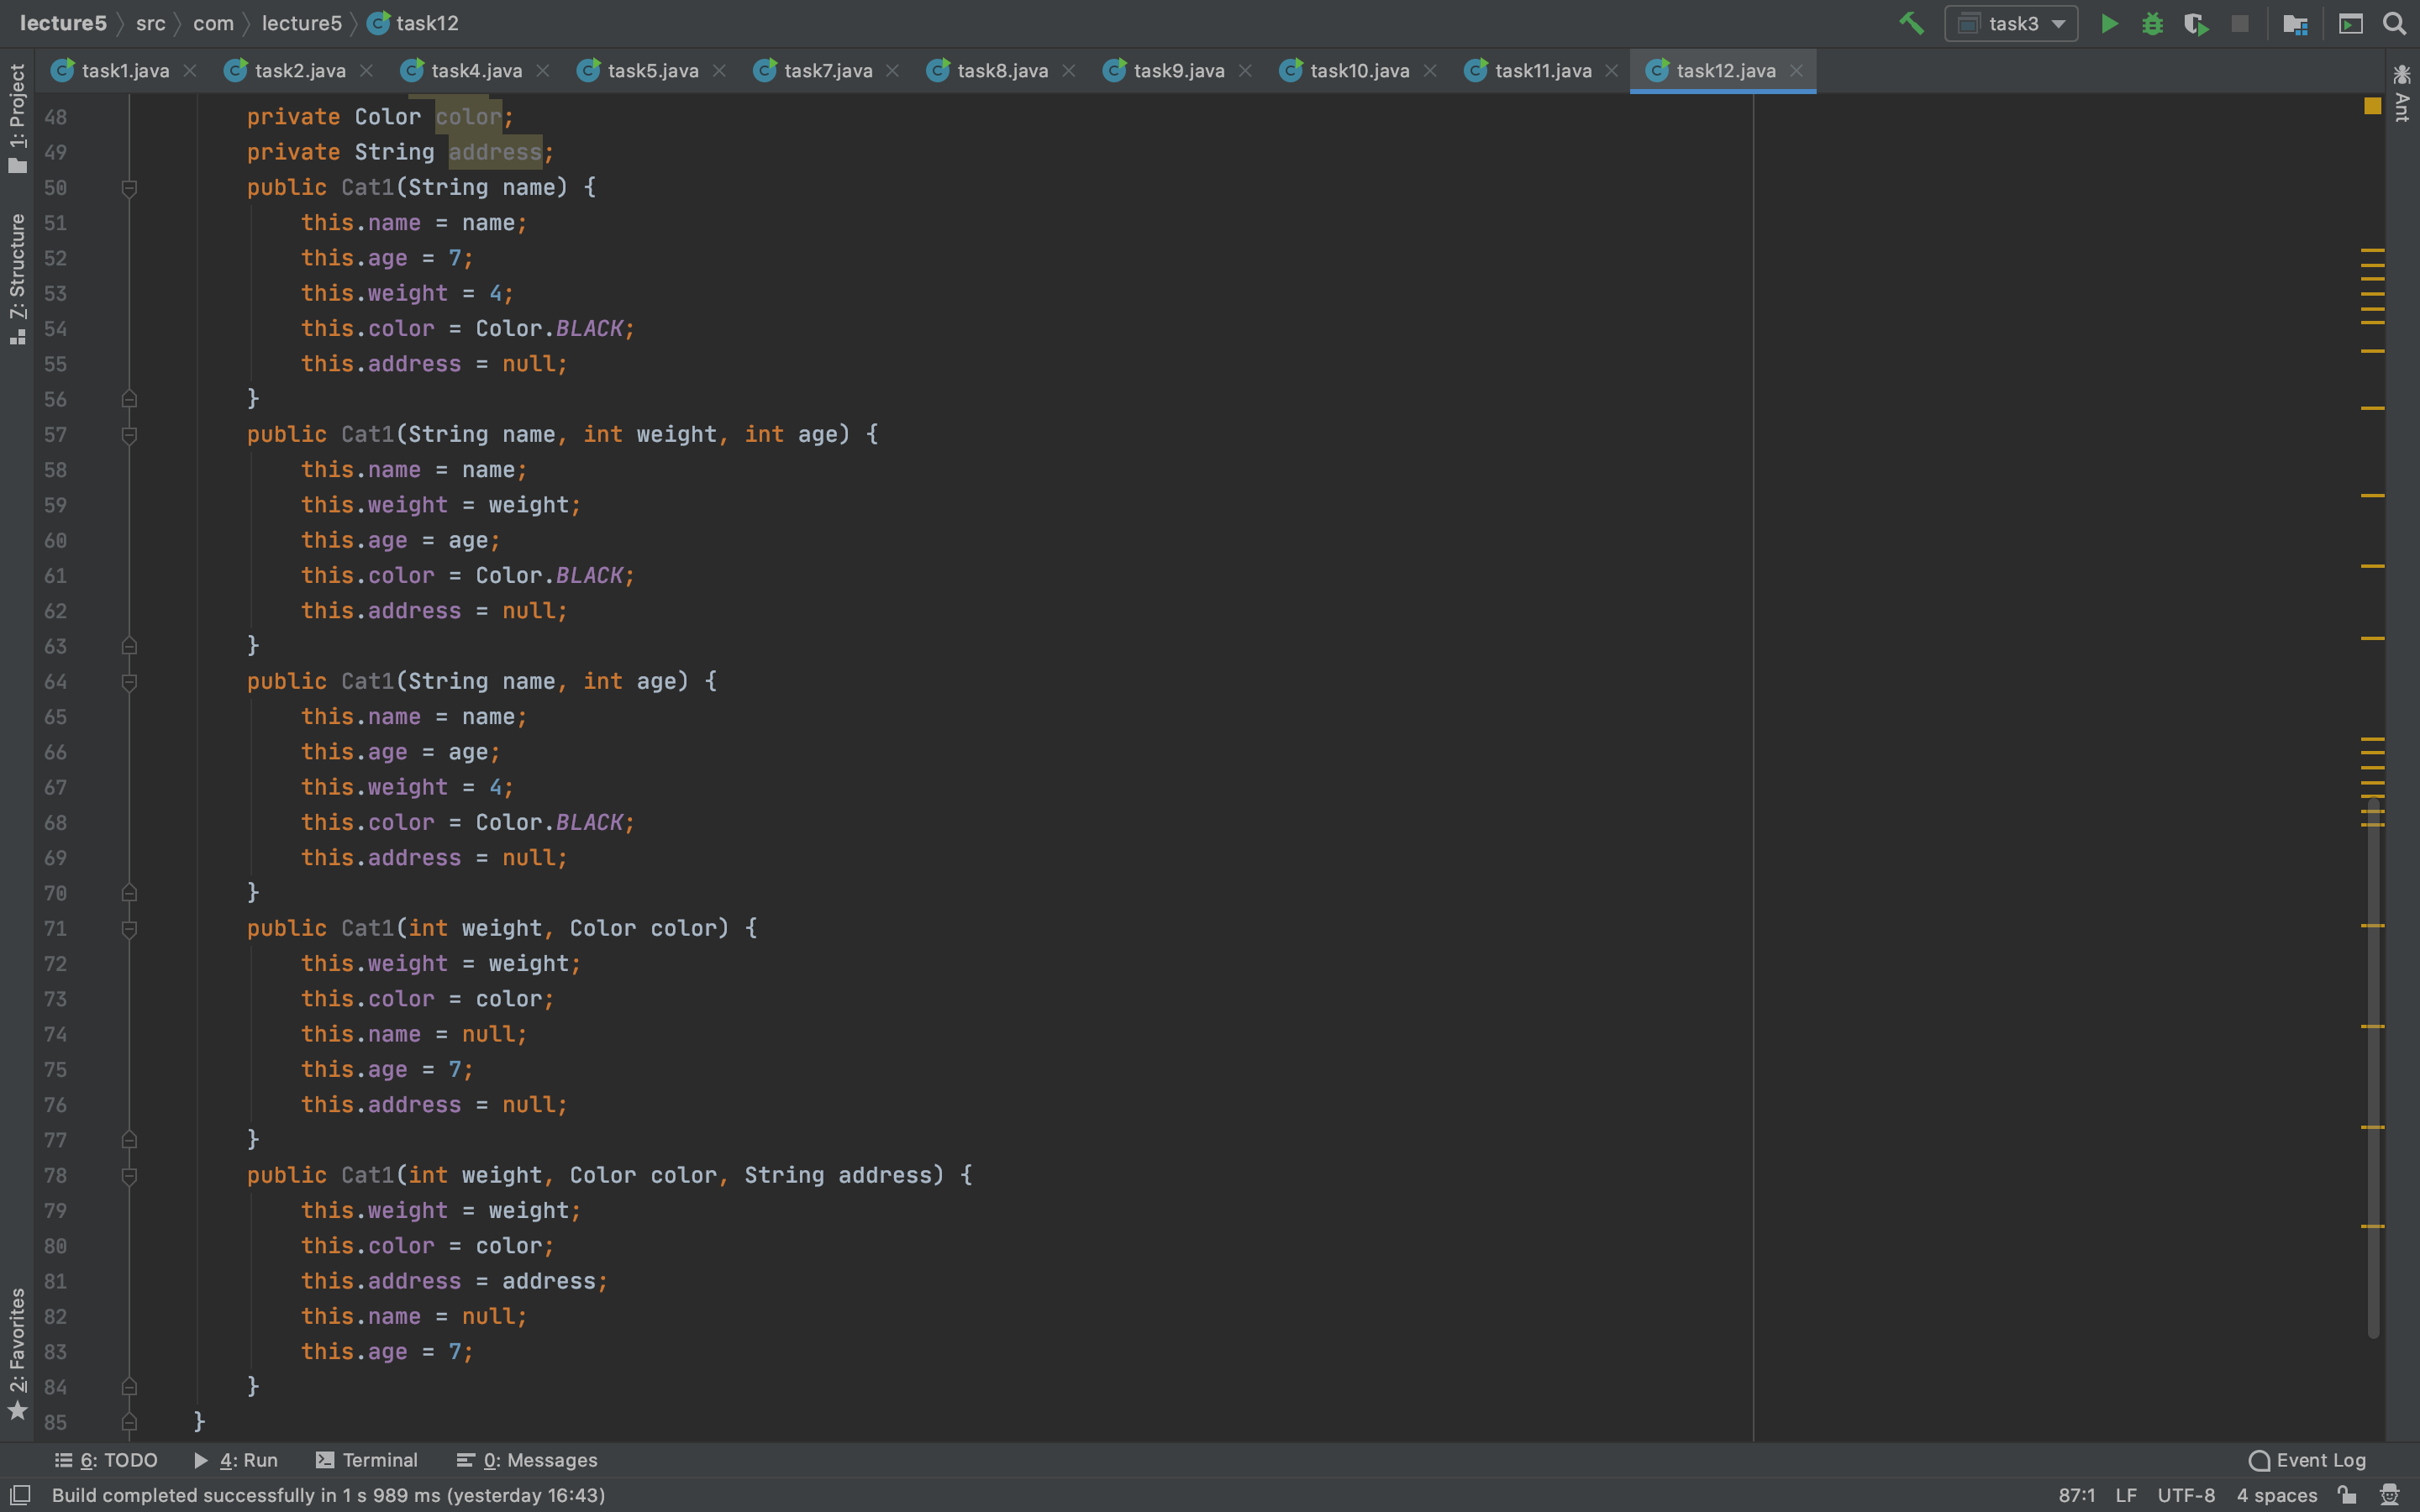 lecture5 src com lecture5 task12 task3
task1.java task2.java task4.java task5.java task7.java task8.java task9.java task10.java task11.java task12.java
1: Project
7: Structure
2: Favorites
Ant
48 private Color color;
49 private String address;
50 public Cat1(String name) {
51 this.name = name;
52 this.age = 7;
53 this.weight = 4;
54 this.color = Color.BLACK;
55 this.address = null;
56 }
57 public Cat1(String name, int weight, int age) {
58 this.name = name;
59 this.weight = weight;
60 this.age = age;
61 this.color = Color.BLACK;
62 this.address = null;
63 }
64 public Cat1(String name, int age) {
65 this.name = name;
66 this.age = age;
67 this.weight = 4;
68 this.color = Color.BLACK;
69 this.address = null;
70 }
71 public Cat1(int weight, Color color) {
72 this.weight = weight;
73 this.color = color;
74 this.name = null;
75 this.age = 7;
76 this.address = null;
77 }
78 public Cat1(int weight, Color color, String address) {
79 this.weight = weight;
80 this.color = color;
81 this.address = address;
82 this.name = null;
83 this.age = 7;
84 }
85 }
6: TODO 4: Run Terminal 0: Messages Event Log
Build completed successfully in 1 s 989 ms (yesterday 16:43) 87:1 LF UTF-8 4 spaces